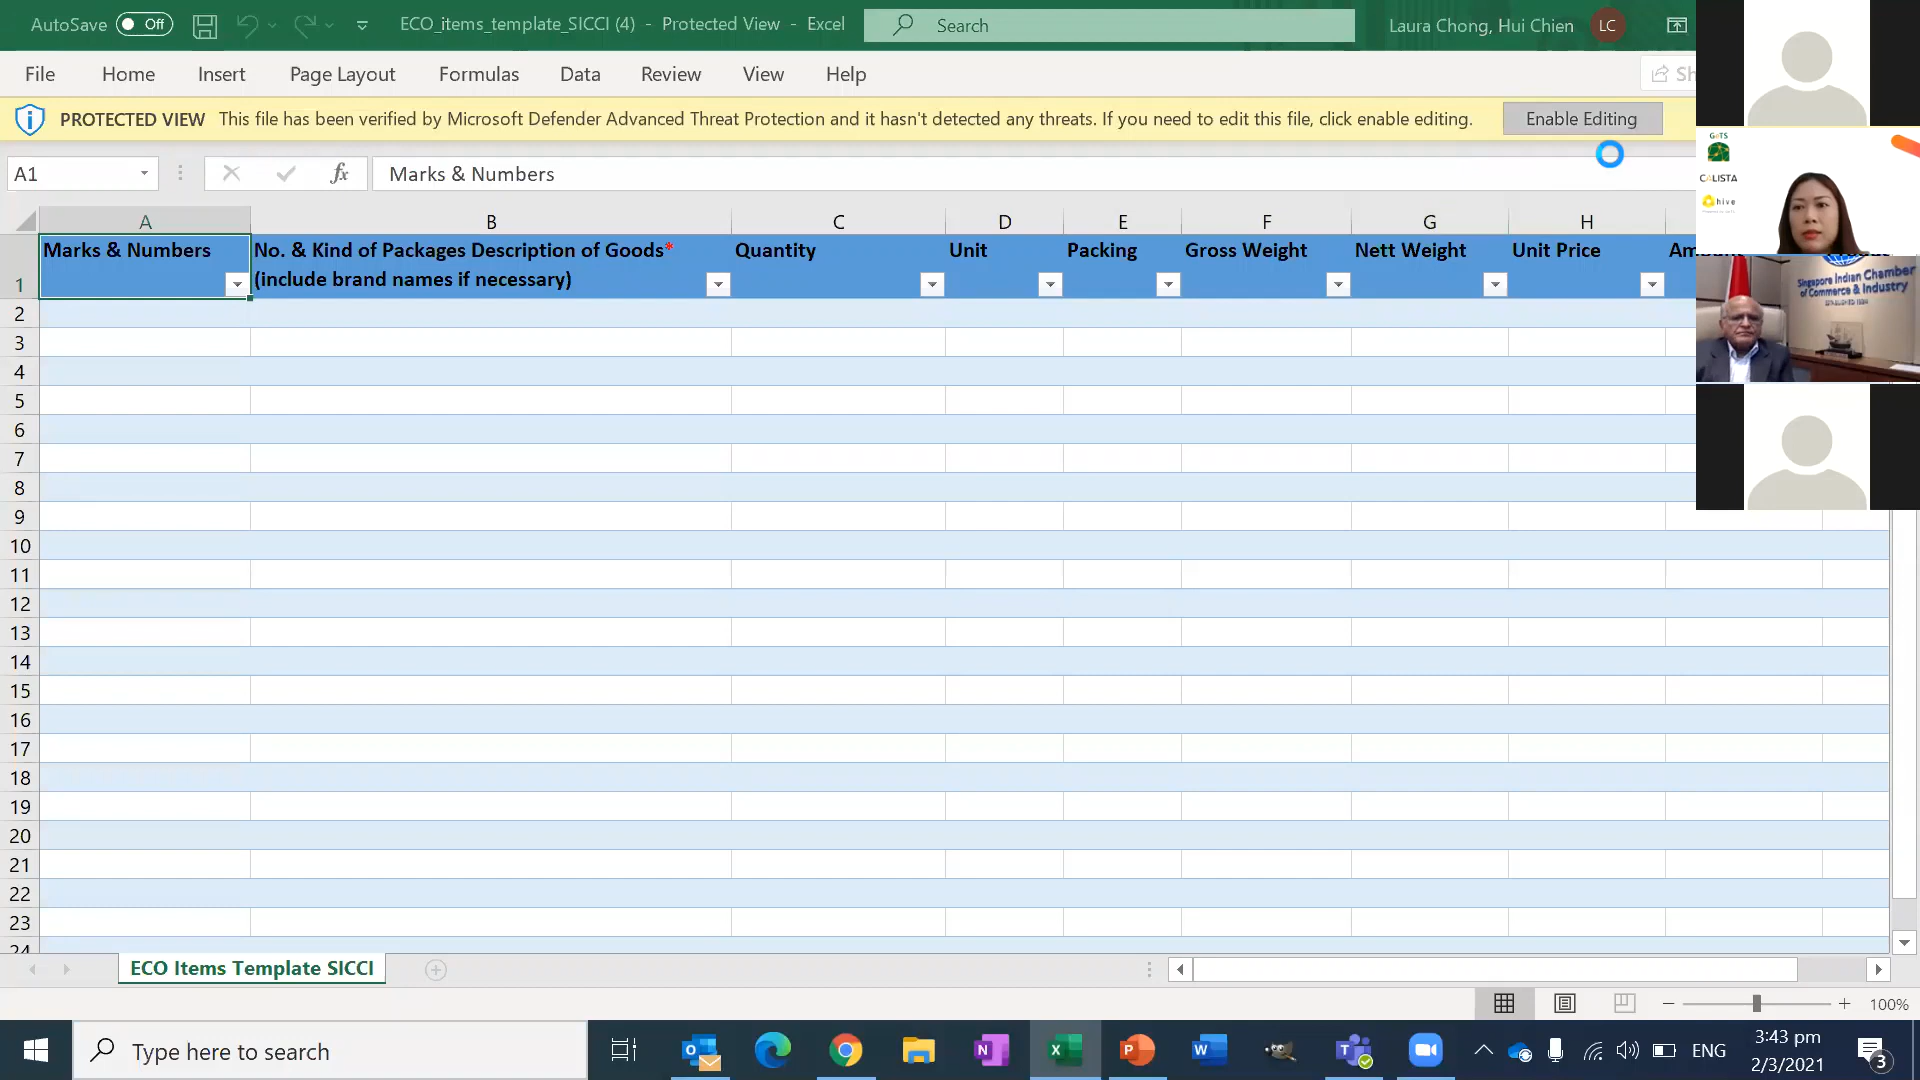 AutoSave Off ECO_items_template_SICCI (4) - Protected View - Excel Search Laura Chong, Hui Chien LC
File Home Insert Page Layout Formulas Data Review View Help Sh
PROTECTED VIEW This file has been verified by Microsoft Defender Advanced Threat Protection and it hasn't detected any threats. If you need to edit this file, click enable editing. Enable Editing
A1 fx Marks & Numbers
A B C D E F G H
1 Marks & Numbers No. & Kind of Packages Description of Goods* Quantity Unit Packing Gross Weight Nett Weight Unit Price Am
(include brand names if necessary)
2
3
4
5
6
7
8
9
10
11
12
13
14
15
16
17
18
19
20
21
22
23
24
ECO Items Template SICCI
100%
Type here to search
ENG
3:43 pm
2/3/2021
3
GeTS
CALISTA
hive
Singapore Indian Chamber
of Commerce & Industry